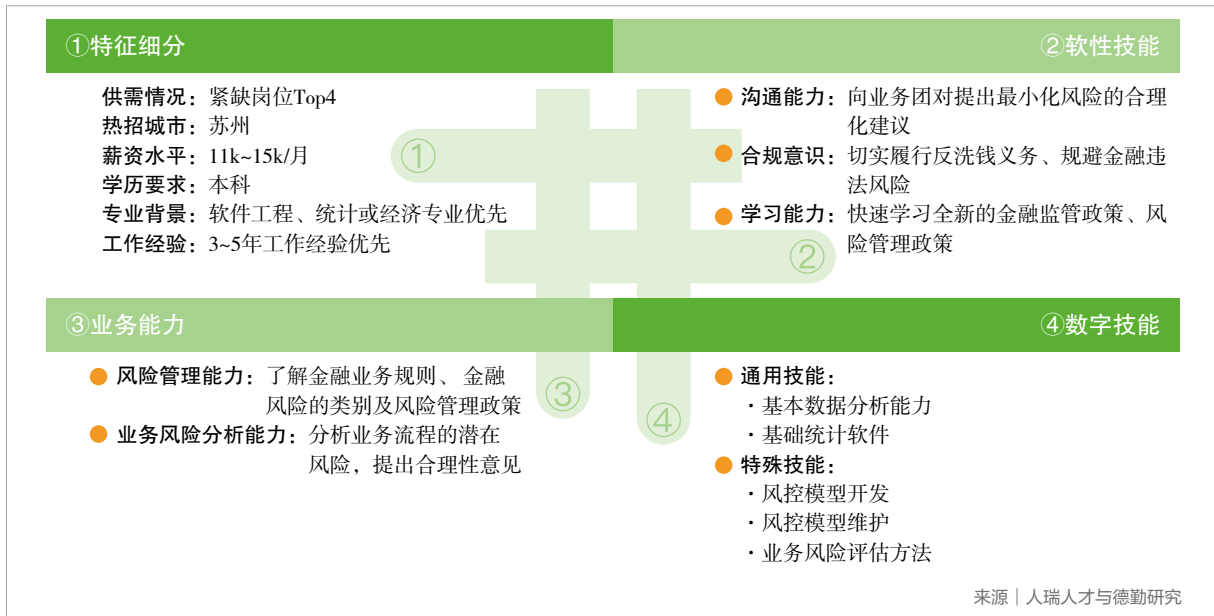 ①特征细分
供需情况：紧缺岗位Top4
热招城市：苏州
薪资水平：11k~15k/月
学历要求：本科
专业背景：软件工程、统计或经济专业优先
工作经验：3~5年工作经验优先
②软性技能
沟通能力：向业务团对提出最小化风险的合理
化建议
合规意识：切实履行反洗钱义务、规避金融违
法风险
学习能力：快速学习全新的金融监管政策、风
险管理政策
①
②
③业务能力
风险管理能力：了解金融业务规则、 金融
风险的类别及风险管理政策
业务风险分析能力：分析业务流程的潜在
风险，提出合理性意见
③
④
④数字技能
通用技能：
·基本数据分析能力
·基础统计软件
特殊技能：
·风控模型开发
·风控模型维护
·业务风险评估方法
来源｜人瑞人才与德勤研究